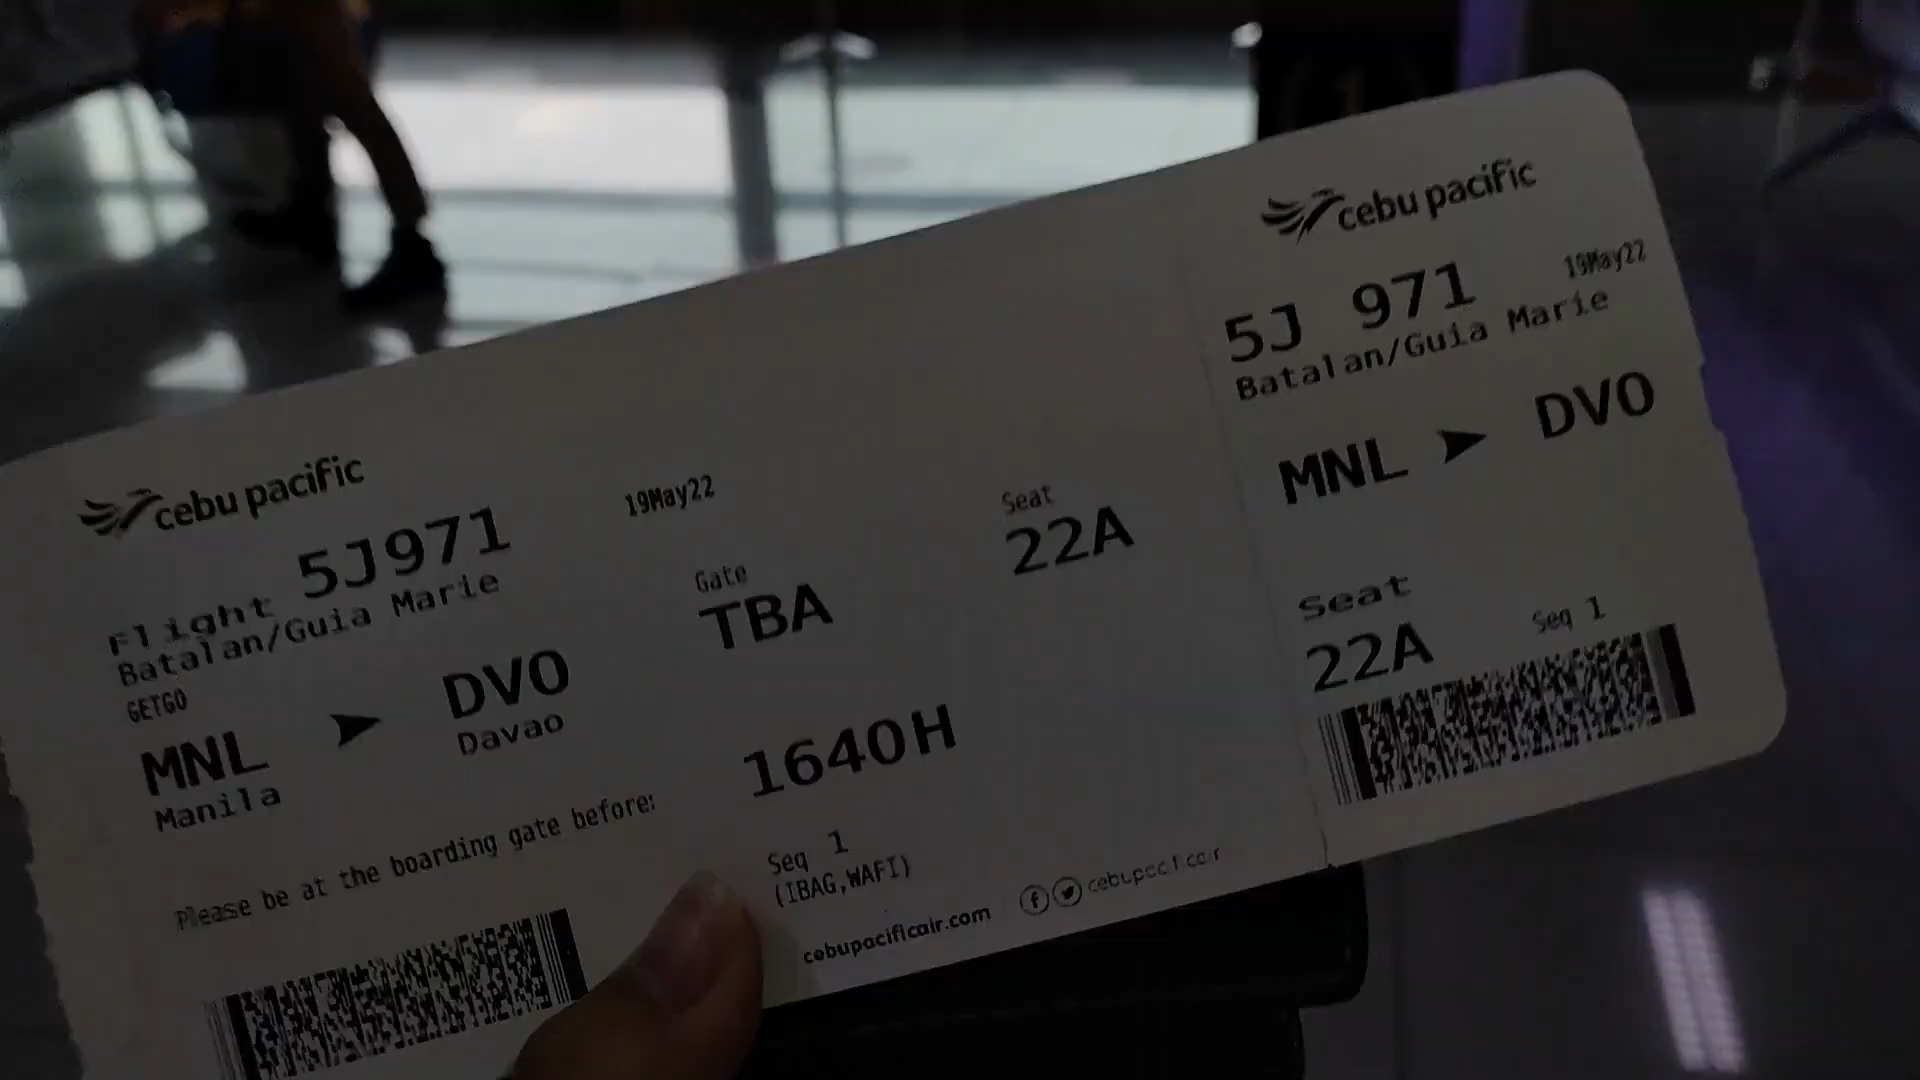 cebu pacific
19May22
Flight 5J971
Batalan/Guia Marie
GETGO
MNL DVO
Manila Davao
Gate
TBA
Seat
22A
Please be at the boarding gate before:
1640H
Seq 1
(IBAG,WAFI)
cebupacificair.com
cebupacificair
cebu pacific
19May22
5J 971
Batalan/Guia Marie
MNL DVO
Seat
22A
Seq 1